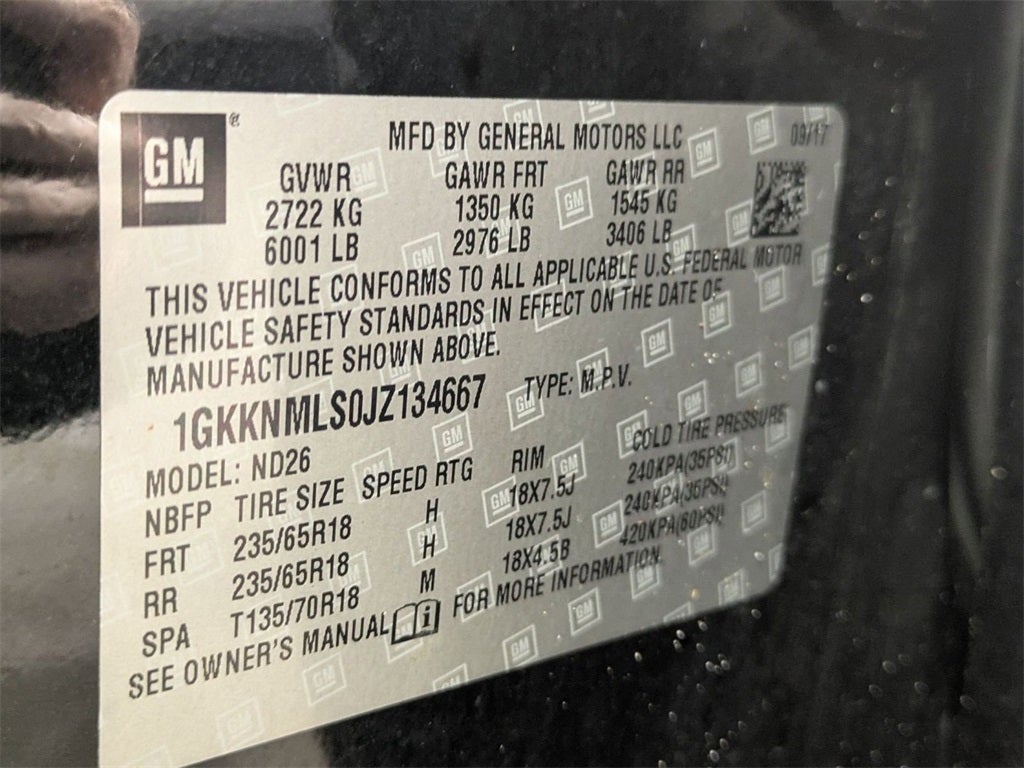 GM ® MFD BY GENERAL MOTORS LLC 09/17
GVWR GAWR FRT GAWR RR
2722 KG 1350 KG 1545 KG
6001 LB 2976 LB 3406 LB
THIS VEHICLE CONFORMS TO ALL APPLICABLE U.S. FEDERAL MOTOR
VEHICLE SAFETY STANDARDS IN EFFECT ON THE DATE OF
MANUFACTURE SHOWN ABOVE.
1GKKNMLS0JZ134667 TYPE: M.P.V.
MODEL: ND26
NBFP TIRE SIZE SPEED RTG RIM COLD TIRE PRESSURE
FRT 235/65R18 H 18X7.5J 240KPA(35PSI)
RR 235/65R18 H 18X7.5J 240KPA(35PSI)
SPA T135/70R18 M 18X4.5B 420KPA(60PSI)
SEE OWNER'S MANUAL i FOR MORE INFORMATION.